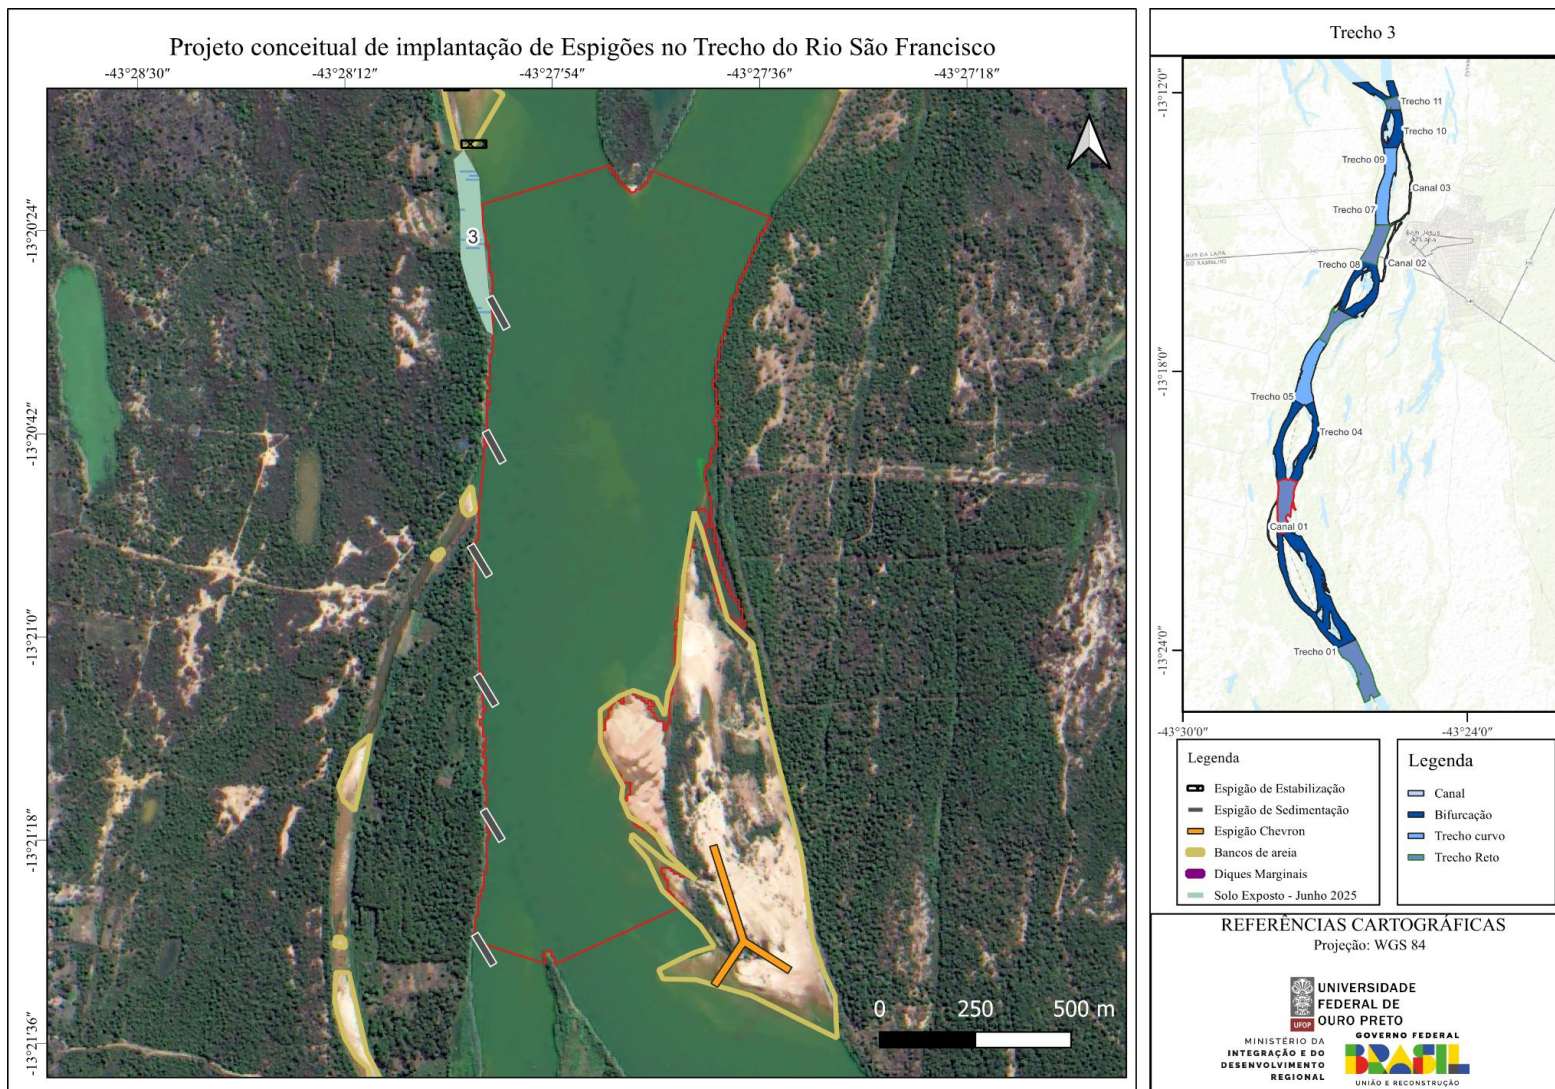 Projeto conceitual de implantação de Espigões no Trecho do Rio São Francisco
-43°28'30"
-43°28'12"
-43°27'54"
-43°27'36"
-43°27'18"
-13°20'24"
-13°20'42"
-13°21'0"
-13°21'18"
-13°21'36"
3
0
250
500 m
Trecho 3
-13°12'0"
-13°18'0"
-13°24'0"
-43°30'0"
-43°24'0"
Trecho 11
Trecho 10
Trecho 09
Canal 03
Trecho 07
Trecho 08
Canal 02
Trecho 05
Trecho 04
Canal 01
Trecho 01
Legenda
Espigão de Estabilização
Espigão de Sedimentação
Espigão Chevron
Bancos de areia
Diques Marginais
Solo Exposto - Junho 2025
Legenda
Canal
Bifurcação
Trecho curvo
Trecho Reto
REFERÊNCIAS CARTOGRÁFICAS
Projeção: WGS 84
UFOP
UNIVERSIDADE
FEDERAL DE
OURO PRETO
MINISTÉRIO DA
INTEGRAÇÃO E DO
DESENVOLVIMENTO
REGIONAL
GOVERNO FEDERAL
BRASIL
UNIÃO E RECONSTRUÇÃO